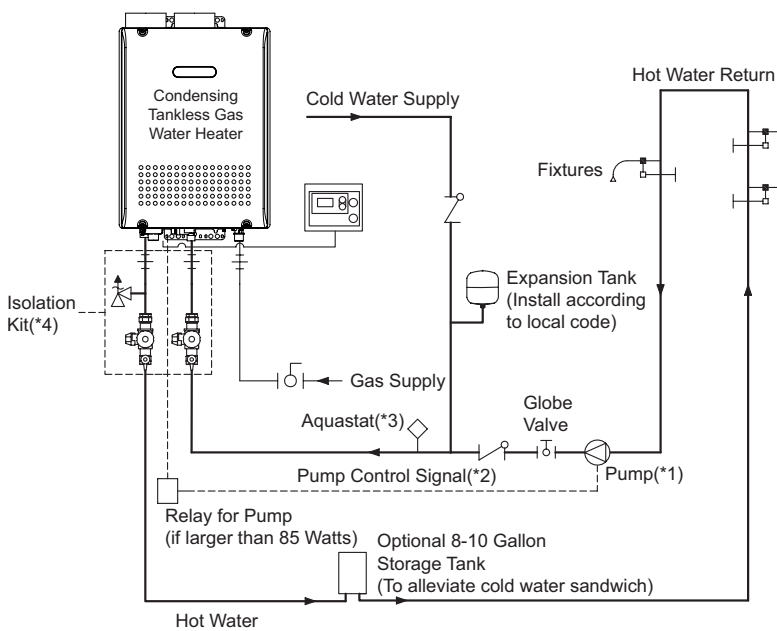 Hot Water Return
Condensing
Tankless Gas
Water Heater
Cold Water Supply
Fixtures
Expansion Tank
(Install according
to local code)
Isolation
Kit(*4)
Gas Supply
Globe
Valve
Aquastat(*3)
Pump Control Signal(*2)
Pump(*1)
Relay for Pump
(if larger than 85 Watts)
Optional 8-10 Gallon
Storage Tank
(To alleviate cold water sandwich)
Hot Water